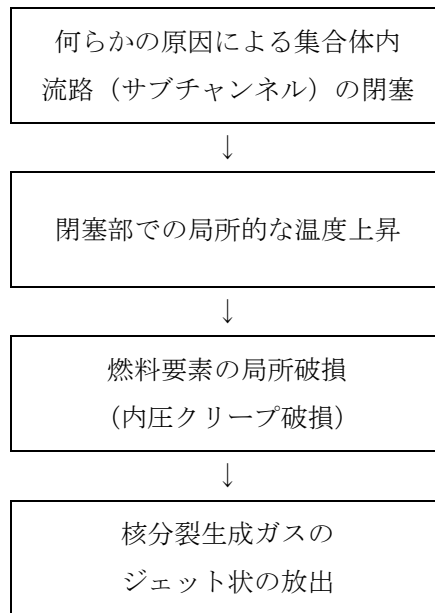 何らかの原因による集合体内
流路（サブチャンネル）の閉塞
↓
閉塞部での局所的な温度上昇
↓
燃料要素の局所破損
（内圧クリープ破損）
↓
核分裂生成ガスの
ジェット状の放出